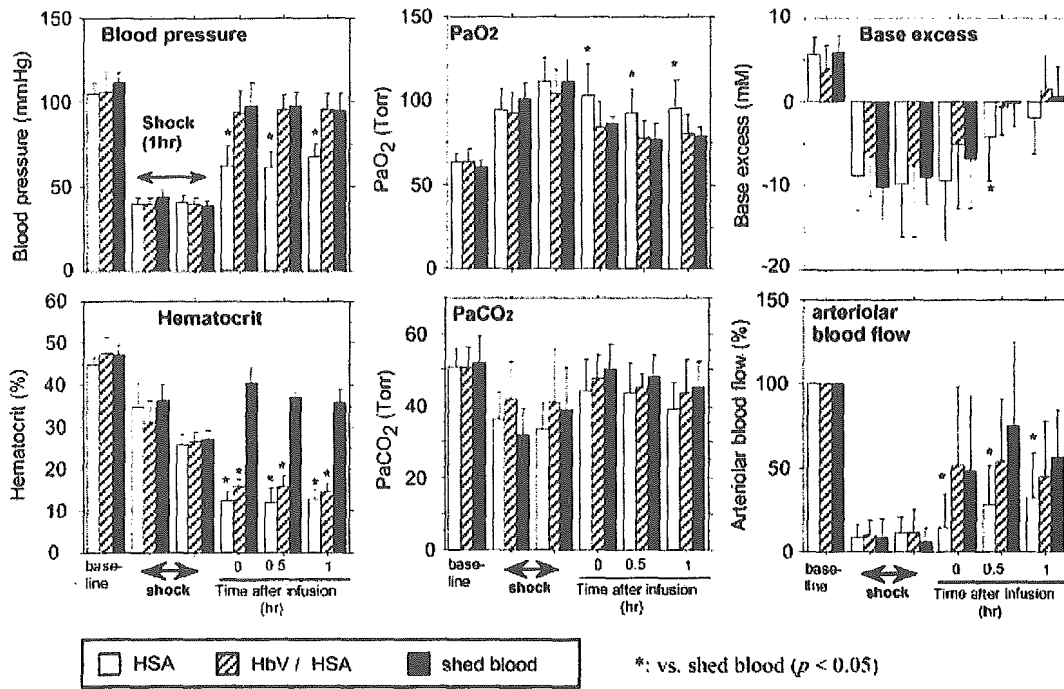 Blood pressure
150
100
50
0
Blood pressure (mmHg)
Shock
(1hr)
*
*
*
PaO2
150
100
50
0
PaO2 (Torr)
*
*
*
Base excess
10
0
-10
-20
Base excess (mM)
*
Hematocrit
60
50
40
30
20
10
0
Hematocrit (%)
* *
* *
* *
base-
line
shock
0 0.5 1
Time after infusion
(hr)
PaCO2
60
40
20
0
PaCO2 (Torr)
base-
line
shock
0 0.5 1
Time after infusion
(hr)
arteriolar
blood flow
150
100
50
0
Arteriolar blood flow (%)
*
*
*
base-
line
shock
0 0.5 1
Time after infusion
(hr)
HSA HbV / HSA shed blood
*: vs. shed blood (p < 0.05)